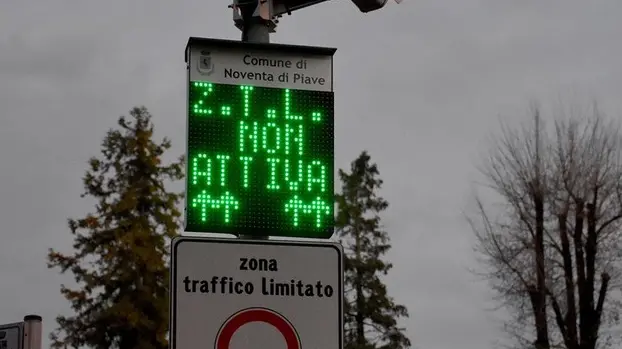 Comune di
Noventa di Piave
Z.T.L.
NON
ATTIVA
zona
traffico limitato